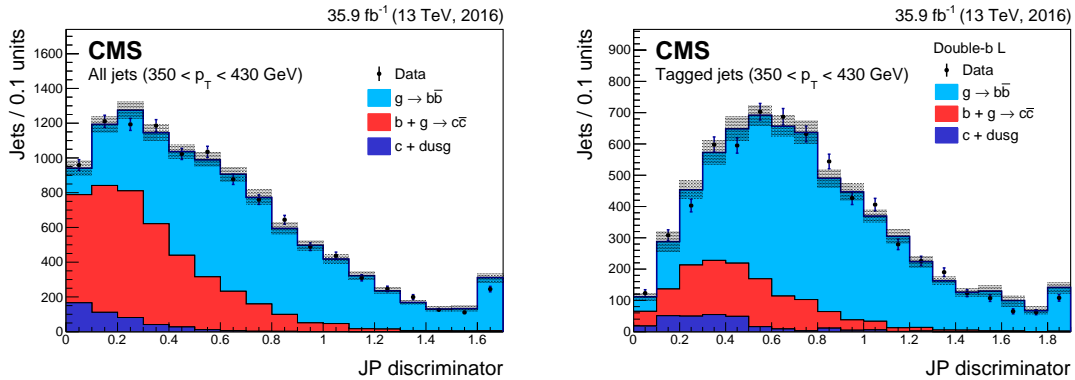 35.9 fb⁻¹ (13 TeV, 2016)
CMS
All jets (350 < p_T < 430 GeV)
Data
g → bb̄
b + g → cc̄
c + dusg
Jets / 0.1 units
1600
1400
1200
1000
800
600
400
200
0
0 0.2 0.4 0.6 0.8 1 1.2 1.4 1.6
JP discriminator
35.9 fb⁻¹ (13 TeV, 2016)
CMS
Double-b L
Tagged jets (350 < p_T < 430 GeV)
Data
g → bb̄
b + g → cc̄
c + dusg
Jets / 0.1 units
900
800
700
600
500
400
300
200
100
0
0 0.2 0.4 0.6 0.8 1 1.2 1.4 1.6 1.8
JP discriminator